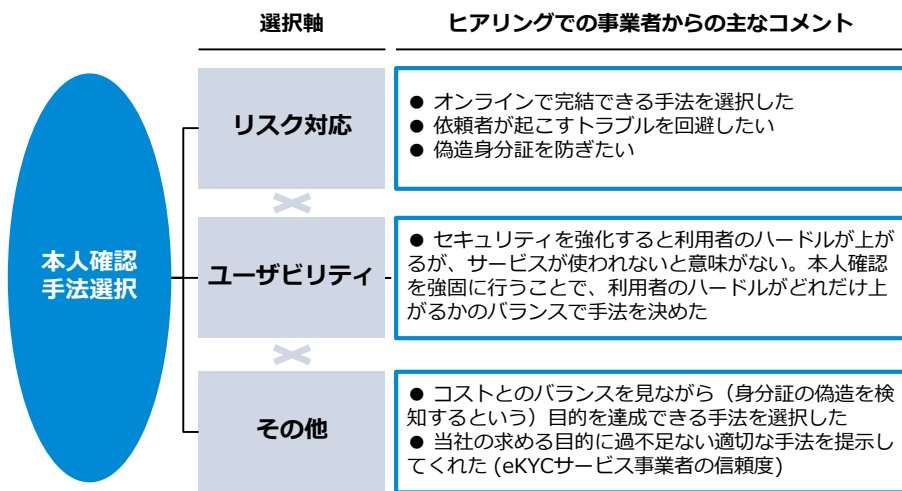 選択軸
ヒアリングでの事業者からの主なコメント
本人確認
手法選択
リスク対応
● オンラインで完結できる手法を選択した
● 依頼者が起こすトラブルを回避したい
● 偽造身分証を防ぎたい
ユーザビリティ
● セキュリティを強化すると利用者のハードルが上が
るが、サービスが使われないと意味がない。本人確認
を強固に行うことで、利用者のハードルがどれだけ上
がるかのバランスで手法を決めた
その他
● コストとのバランスを見ながら（身分証の偽造を検
知するという）目的を達成できる手法を選択した
● 当社の求める目的に過不足ない適切な手法を提示し
てくれた (eKYCサービス事業者の信頼度)